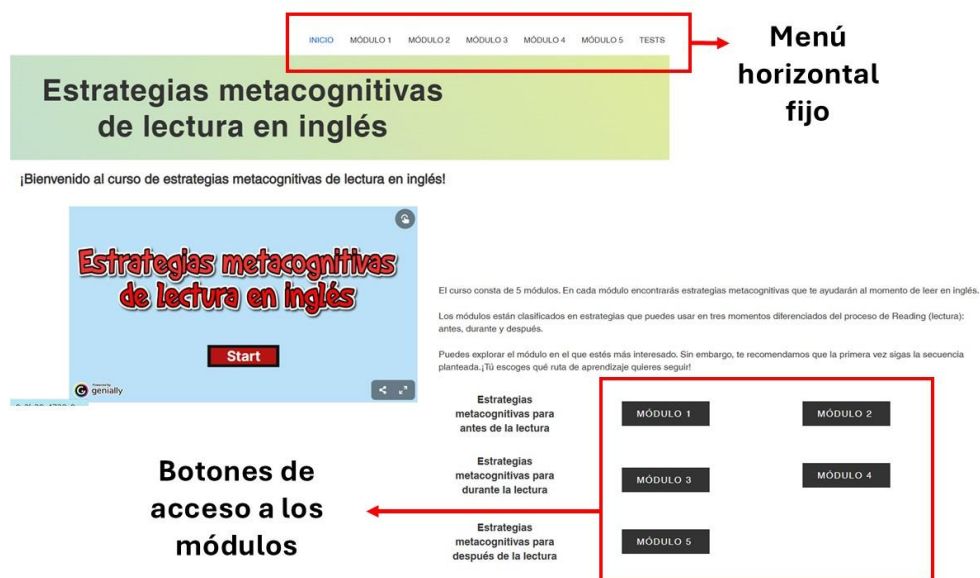 INICIO MÓDULO 1 MÓDULO 2 MÓDULO 3 MÓDULO 4 MÓDULO 5 TESTS
Menú
horizontal
fijo
Estrategias metacognitivas
de lectura en inglés
¡Bienvenido al curso de estrategias metacognitivas de lectura en inglés!
Estrategias metacognitivas
de lectura en inglés
Start
Powered by
genially
El curso consta de 5 módulos. En cada módulo encontrarás estrategias metacognitivas que te ayudarán al momento de leer en inglés.
Los módulos están clasificados en estrategias que puedes usar en tres momentos diferenciados del proceso de Reading (lectura):
antes, durante y después.
Puedes explorar el módulo en el que estés más interesado. Sin embargo, te recomendamos que la primera vez sigas la secuencia
planteada.¡Tú escoges qué ruta de aprendizaje quieres seguir!
Estrategias
metacognitivas para
antes de la lectura
MÓDULO 1
MÓDULO 2
Estrategias
metacognitivas para
durante la lectura
MÓDULO 3
MÓDULO 4
Estrategias
metacognitivas para
después de la lectura
MÓDULO 5
Botones de
acceso a los
módulos